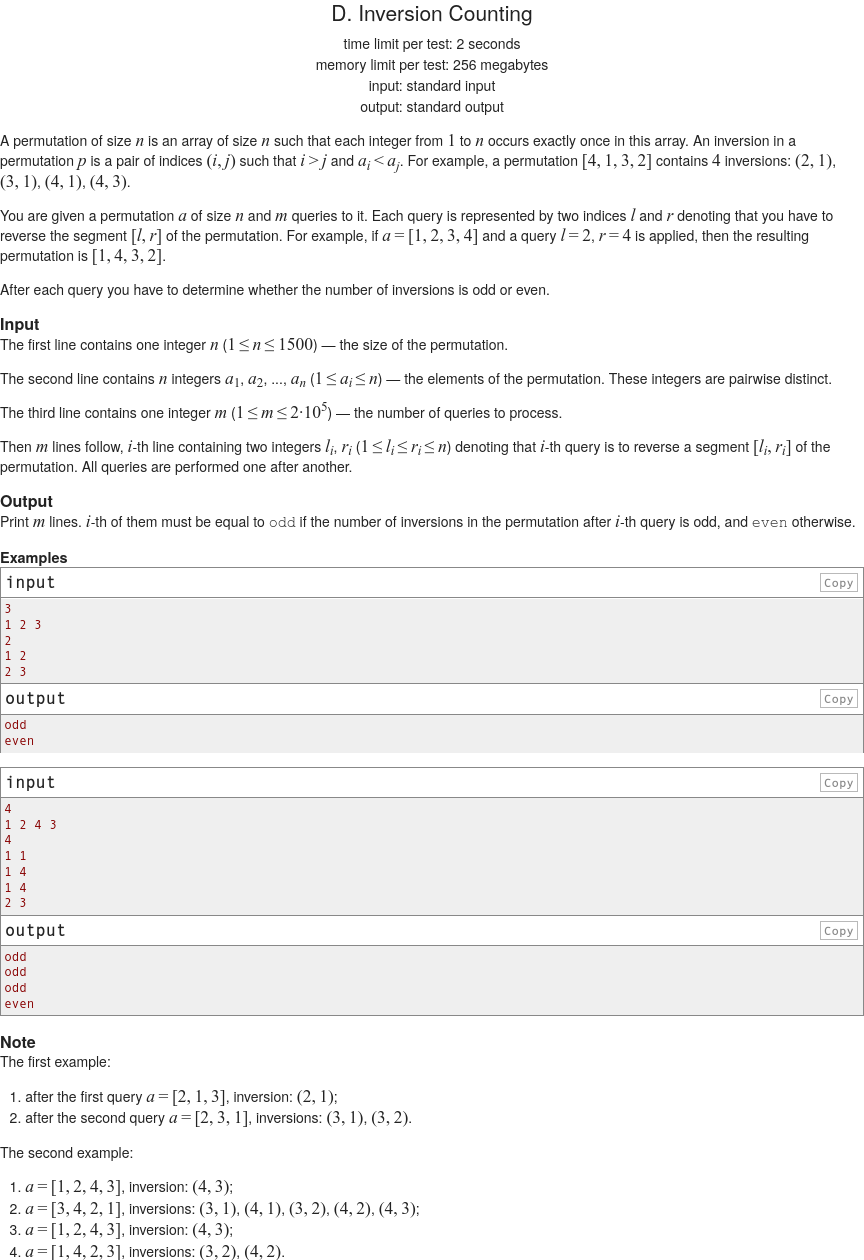 D. Inversion Counting
time limit per test: 2 seconds
memory limit per test: 256 megabytes
input: standard input
output: standard output
A permutation of size n is an array of size n such that each integer from 1 to n occurs exactly once in this array. An inversion in a
permutation p is a pair of indices (i, j) such that i > j and a_i < a_j. For example, a permutation [4, 1, 3, 2] contains 4 inversions: (2, 1),
(3, 1), (4, 1), (4, 3).
You are given a permutation a of size n and m queries to it. Each query is represented by two indices l and r denoting that you have to
reverse the segment [l, r] of the permutation. For example, if a = [1, 2, 3, 4] and a query l = 2, r = 4 is applied, then the resulting
permutation is [1, 4, 3, 2].
After each query you have to determine whether the number of inversions is odd or even.
Input
The first line contains one integer n (1 ≤ n ≤ 1500) — the size of the permutation.
The second line contains n integers a_1, a_2, ..., a_n (1 ≤ a_i ≤ n) — the elements of the permutation. These integers are pairwise distinct.
The third line contains one integer m (1 ≤ m ≤ 2·10^5) — the number of queries to process.
Then m lines follow, i-th line containing two integers l_i, r_i (1 ≤ l_i ≤ r_i ≤ n) denoting that i-th query is to reverse a segment [l_i, r_i] of the
permutation. All queries are performed one after another.
Output
Print m lines. i-th of them must be equal to odd if the number of inversions in the permutation after i-th query is odd, and even otherwise.
Examples
input Copy
3
1 2 3
2
1 2
2 3
output Copy
odd
even
input Copy
4
1 2 4 3
4
1 1
1 4
1 4
2 3
output Copy
odd
odd
odd
even
Note
The first example:
1. after the first query a = [2, 1, 3], inversion: (2, 1);
2. after the second query a = [2, 3, 1], inversions: (3, 1), (3, 2).
The second example:
1. a = [1, 2, 4, 3], inversion: (4, 3);
2. a = [3, 4, 2, 1], inversions: (3, 1), (4, 1), (3, 2), (4, 2), (4, 3);
3. a = [1, 2, 4, 3], inversion: (4, 3);
4. a = [1, 4, 2, 3], inversions: (3, 2), (4, 2).